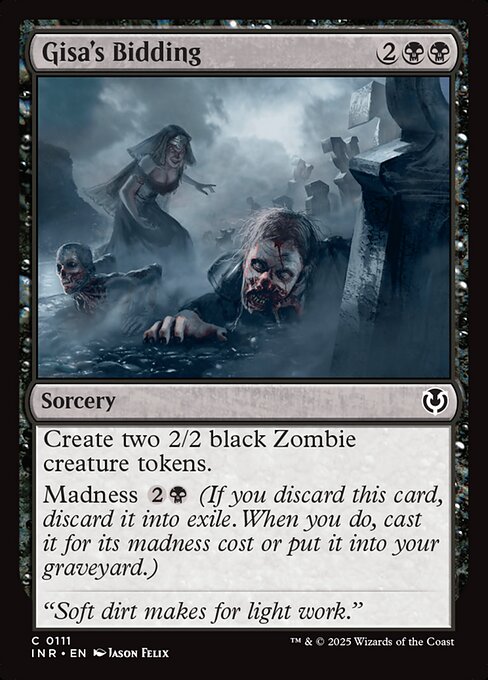 Gisa's Bidding 2
Sorcery
Create two 2/2 black Zombie
creature tokens.
Madness 2 (If you discard this card,
discard it into exile. When you do, cast
it for its madness cost or put it into your
graveyard.)
“Soft dirt makes for light work.”
C 0111
INR • EN Jason Felix
™ & © 2025 Wizards of the Coast